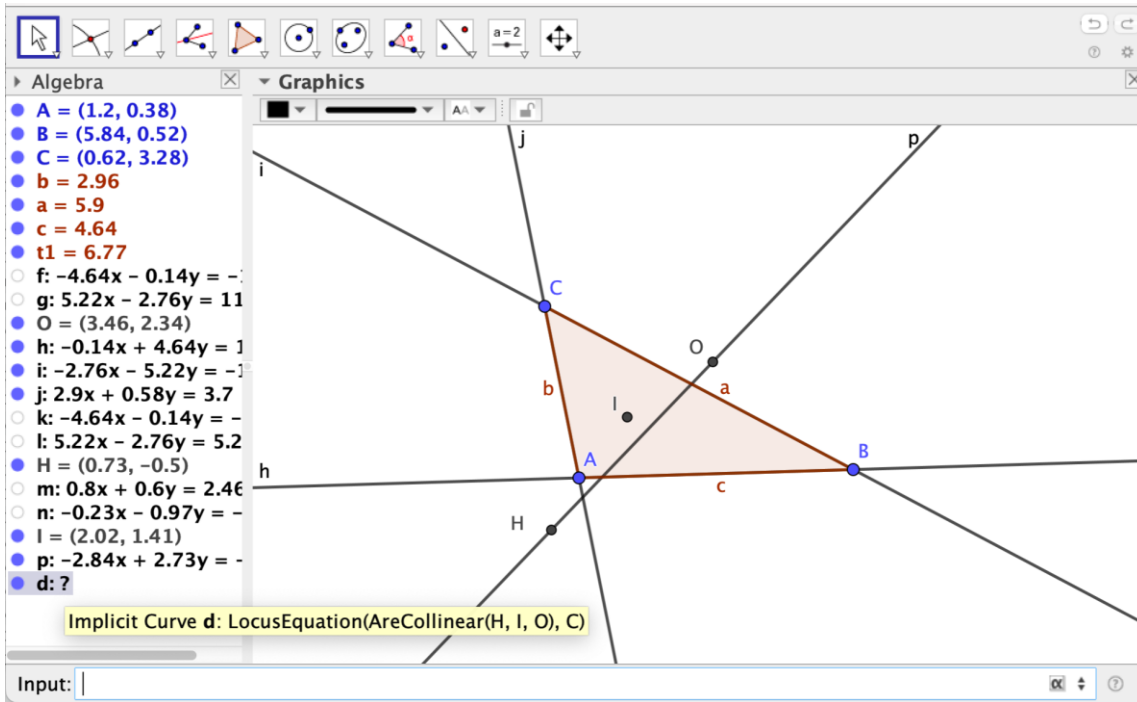 α
a=2
Algebra
Graphics
AA
A = (1.2, 0.38)
B = (5.84, 0.52)
C = (0.62, 3.28)
b = 2.96
a = 5.9
c = 4.64
t1 = 6.77
f: -4.64x - 0.14y = -
g: 5.22x - 2.76y = 11
O = (3.46, 2.34)
h: -0.14x + 4.64y = 1
i: -2.76x - 5.22y = -1
j: 2.9x + 0.58y = 3.7
k: -4.64x - 0.14y = -
l: 5.22x - 2.76y = 5.2
H = (0.73, -0.5)
m: 0.8x + 0.6y = 2.46
n: -0.23x - 0.97y = -
I = (2.02, 1.41)
p: -2.84x + 2.73y = -
d: ?
Implicit Curve d: LocusEquation(AreCollinear(H, I, O), C)
j
p
i
C
O
b
a
I
A
B
h
c
H
Input:
α